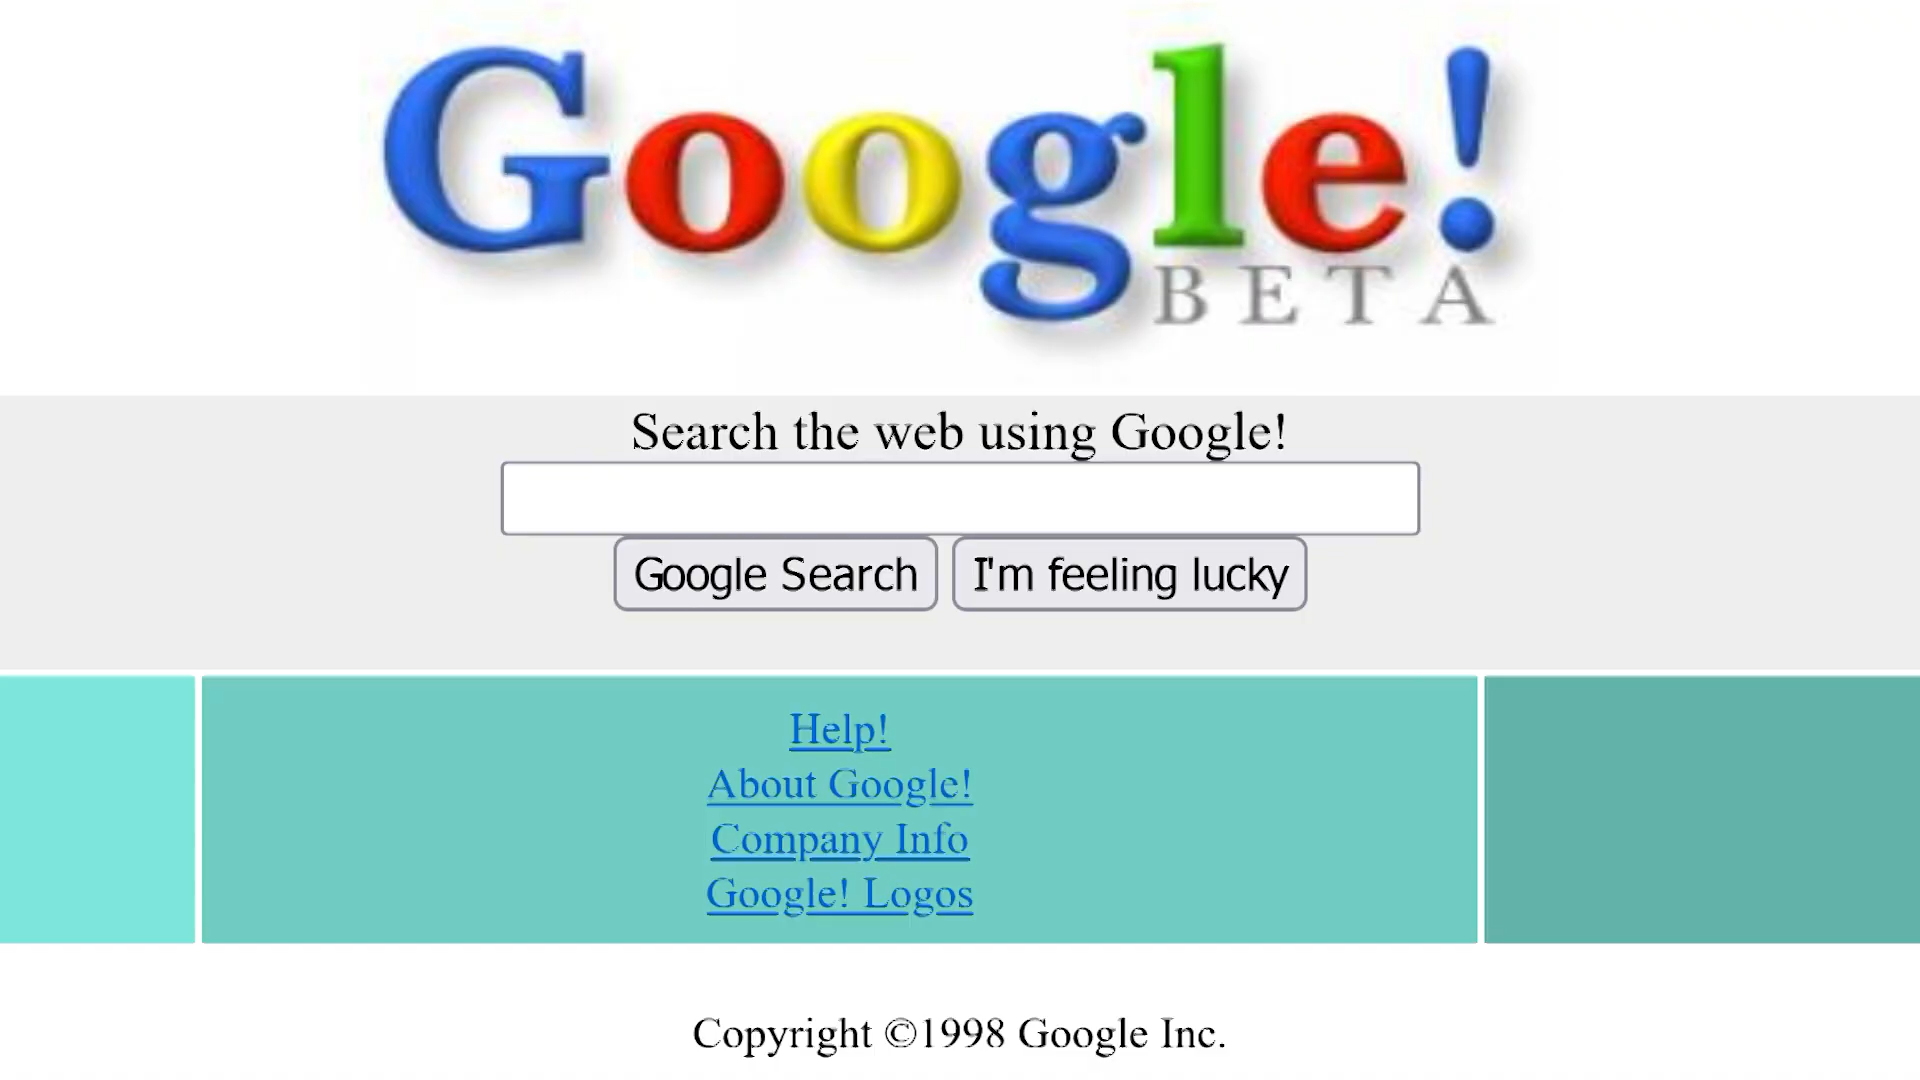 Google!
BETA
Search the web using Google!
Google Search I'm feeling lucky
Help!
About Google!
Company Info
Google! Logos
Copyright ©1998 Google Inc.